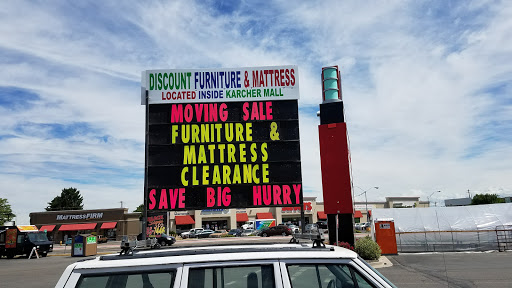 DISCOUNT FURNITURE & MATTRESS
LOCATED INSIDE KARCHER MALL
MOVING SALE
FURNITURE &
MATTRESS
CLEARANCE
SAVE BIG HURRY
MATTRESS FIRM